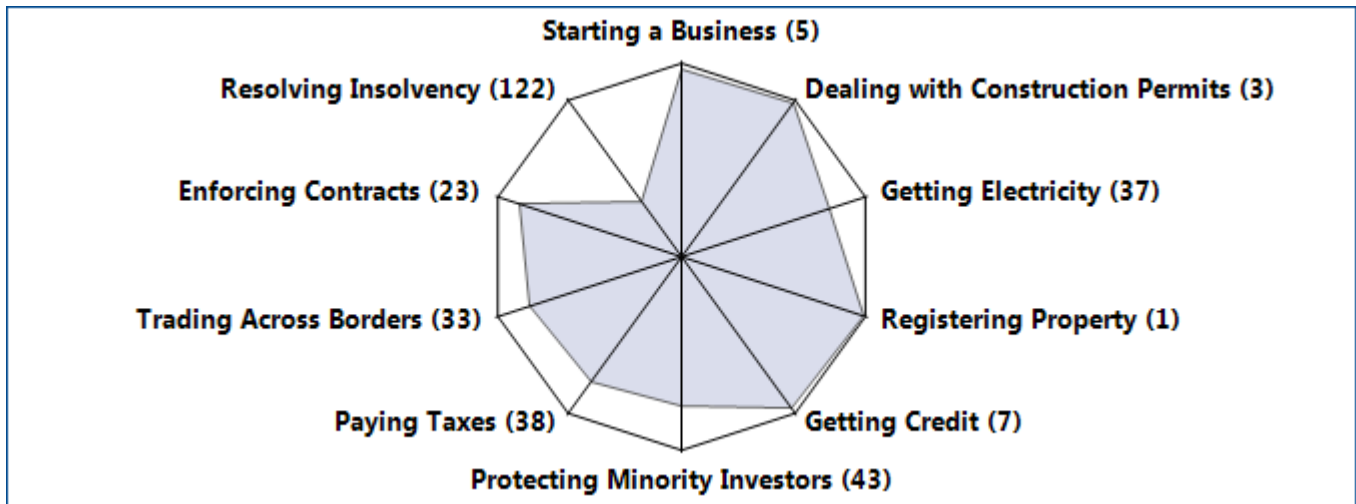 Starting a Business (5)
Resolving Insolvency (122)
Dealing with Construction Permits (3)
Enforcing Contracts (23)
Getting Electricity (37)
Trading Across Borders (33)
Registering Property (1)
Paying Taxes (38)
Getting Credit (7)
Protecting Minority Investors (43)